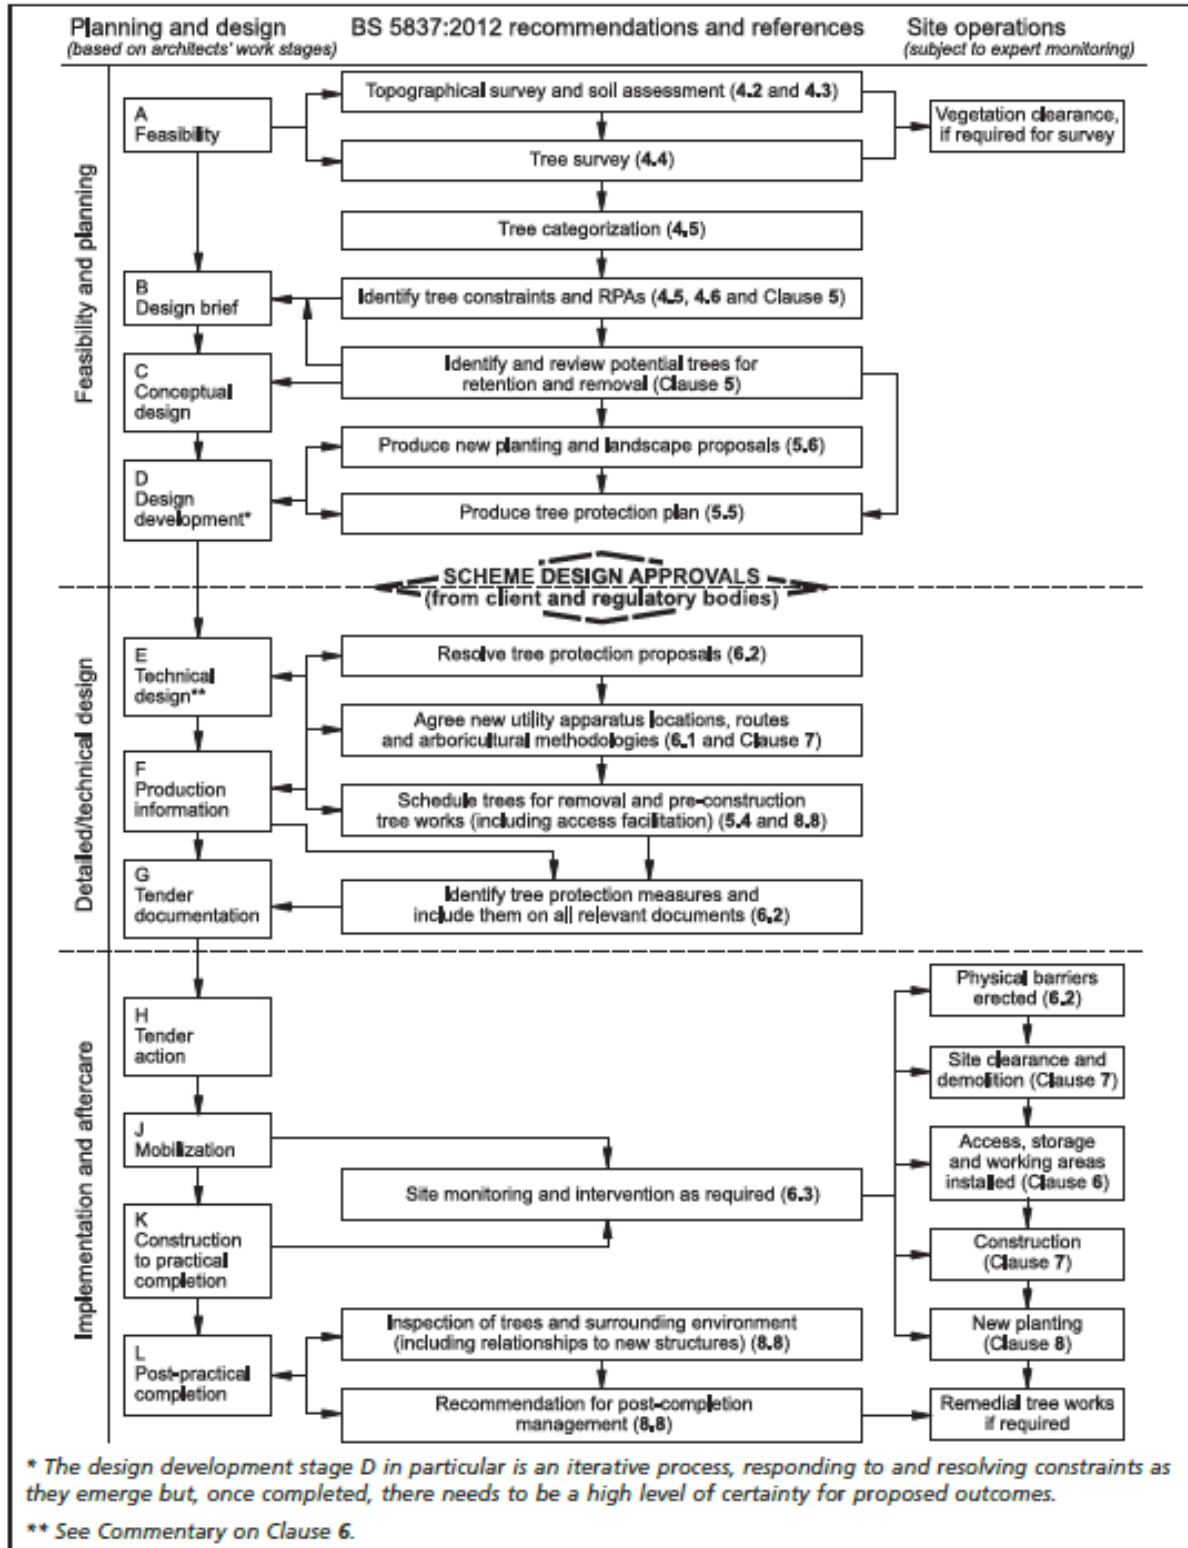 Planning and design
(based on architects' work stages)
BS 5837:2012 recommendations and references
Site operations
(subject to expert monitoring)
Feasibility and planning
A
Feasibility
Topographical survey and soil assessment (4.2 and 4.3)
Vegetation clearance,
if required for survey
Tree survey (4.4)
Tree categorization (4.5)
B
Design brief
Identify tree constraints and RPAs (4.5, 4.6 and Clause 5)
C
Conceptual
design
Identify and review potential trees for
retention and removal (Clause 5)
Produce new planting and landscape proposals (5.6)
D
Design
development*
Produce tree protection plan (5.5)
SCHEME DESIGN APPROVALS
(from client and regulatory bodies)
Detailed/technical design
E
Technical
design**
Resolve tree protection proposals (6.2)
Agree new utility apparatus locations, routes
and arboricultural methodologies (6.1 and Clause 7)
F
Production
information
Schedule trees for removal and pre-construction
tree works (including access facilitation) (5.4 and 8.8)
G
Tender
documentation
Identify tree protection measures and
include them on all relevant documents (6.2)
Implementation and aftercare
H
Tender
action
Physical barriers
erected (6.2)
Site clearance and
demolition (Clause 7)
J
Mobilization
Access, storage
and working areas
installed (Clause 6)
Site monitoring and intervention as required (6.3)
K
Construction
to practical
completion
Construction
(Clause 7)
New planting
(Clause 8)
L
Post-practical
completion
Inspection of trees and surrounding environment
(including relationships to new structures) (8.8)
Recommendation for post-completion
management (8.8)
Remedial tree works
if required
* The design development stage D in particular is an iterative process, responding to and resolving constraints as
they emerge but, once completed, there needs to be a high level of certainty for proposed outcomes.
** See Commentary on Clause 6.